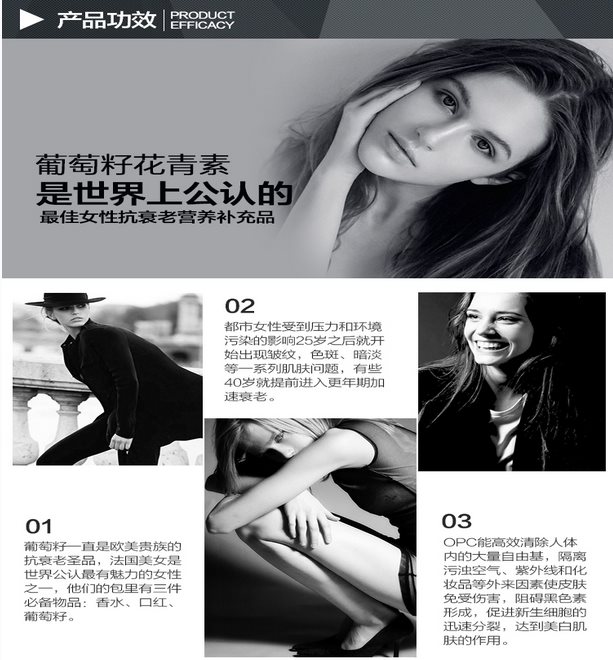 产品功效
PRODUCT
EFFICACY
葡萄籽花青素
是世界上公认的
最佳女性抗衰老营养补充品
02
都市女性受到压力和环境
污染的影响25岁之后就开
始出现皱纹，色斑、暗淡
等一系列肌肤问题，有些
40岁就提前进入更年期加
速衰老。
01
葡萄籽一直是欧美贵族的
抗衰老圣品，法国美女是
世界公认最有魅力的女性
之一，他们的包里有三件
必备物品：香水、口红、
葡萄籽。
03
OPC能高效清除人体
内的大量自由基，隔离
污浊空气、紫外线和化
妆品等外来因素使皮肤
免受伤害，阻碍黑色素
形成，促进新生细胞的
迅速分裂，达到美白肌
肤的作用。